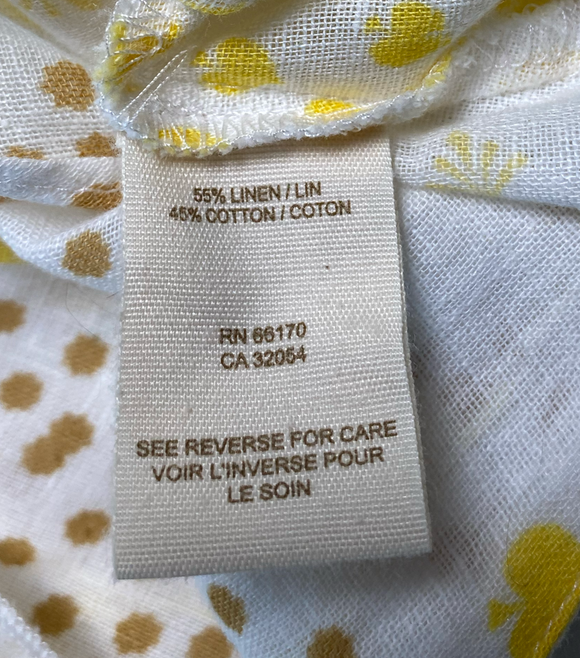 55% LINEN / LIN
45% COTTON / COTON
RN 66170
CA 32054
SEE REVERSE FOR CARE
VOIR L'INVERSE POUR
LE SOIN